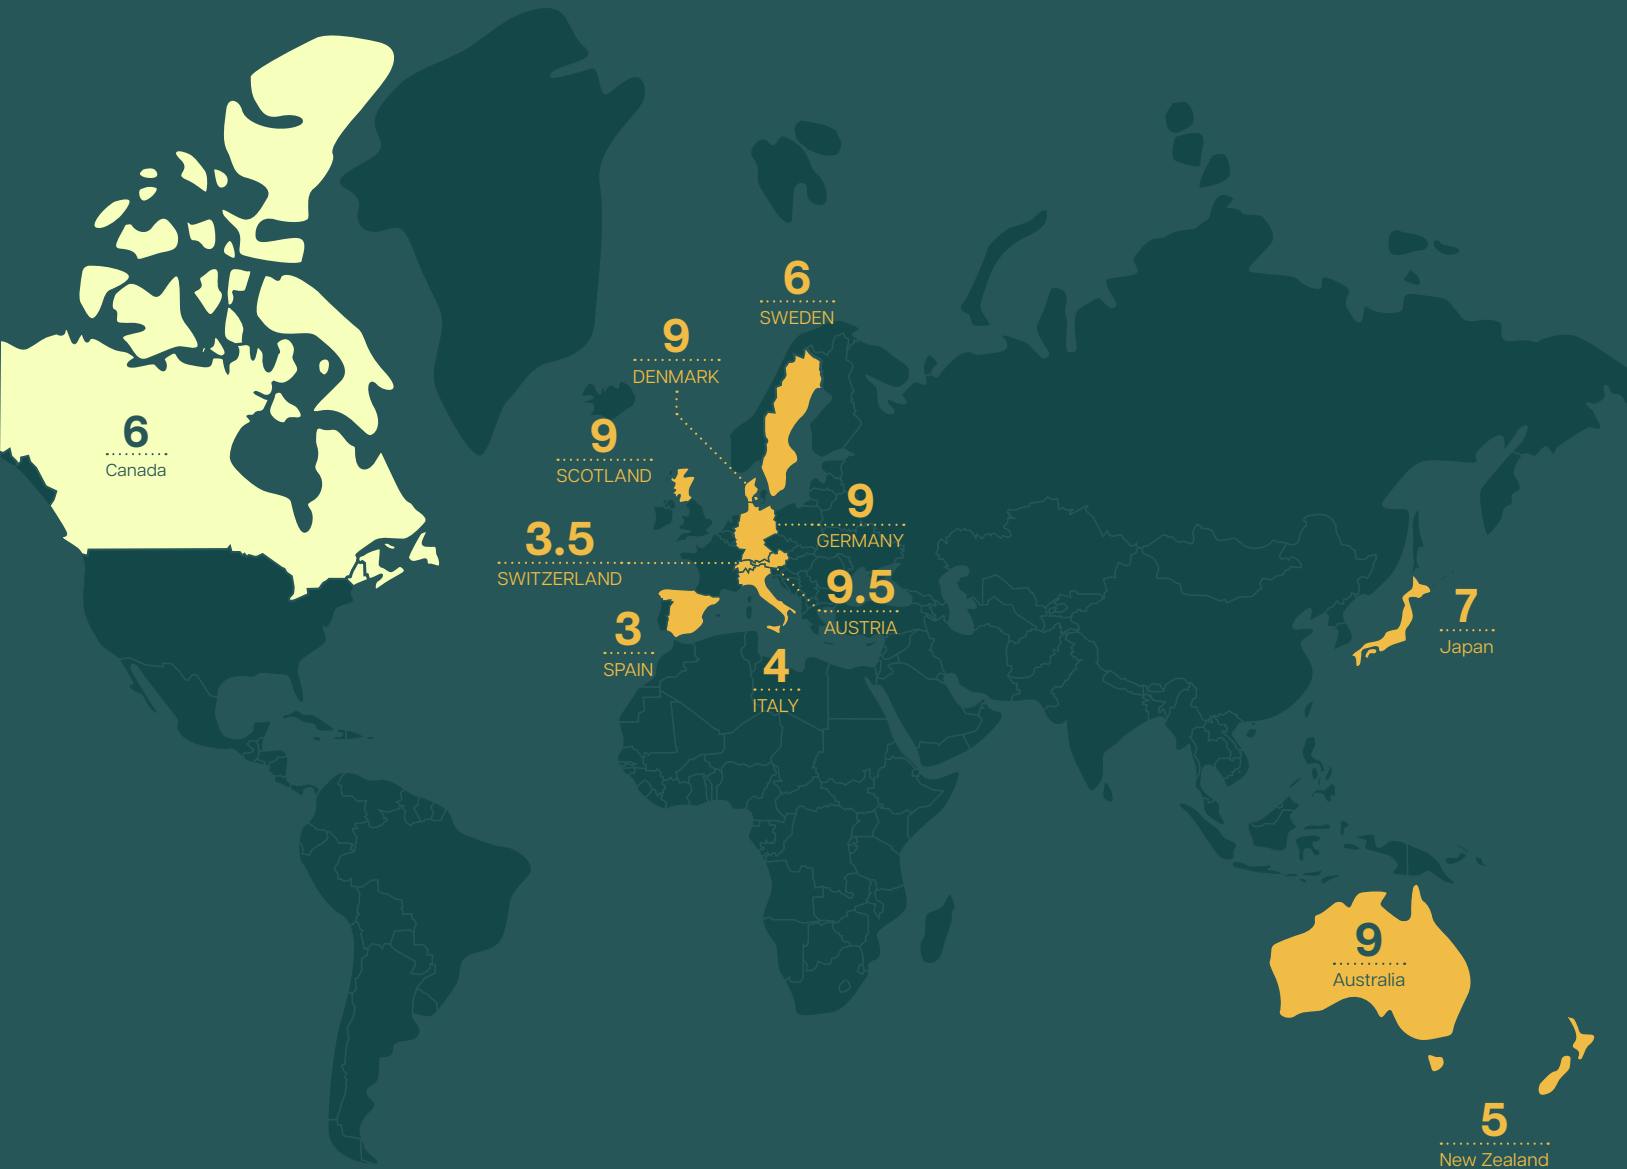 6
SWEDEN
9
DENMARK
6
Canada
9
SCOTLAND
9
GERMANY
3.5
SWITZERLAND
9.5
AUSTRIA
3
SPAIN
4
ITALY
7
Japan
9
Australia
5
New Zealand